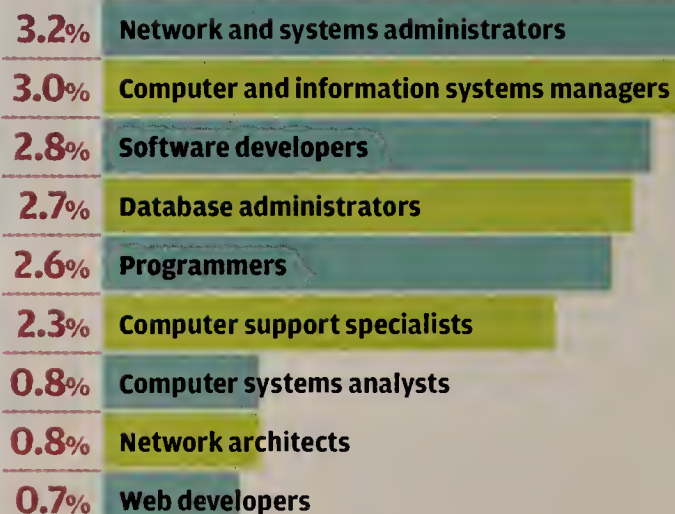 3.2% Network and systems administrators
3.0% Computer and information systems managers
2.8% Software developers
2.7% Database administrators
2.6% Programmers
2.3% Computer support specialists
0.8% Computer systems analysts
0.8% Network architects
0.7% Web developers